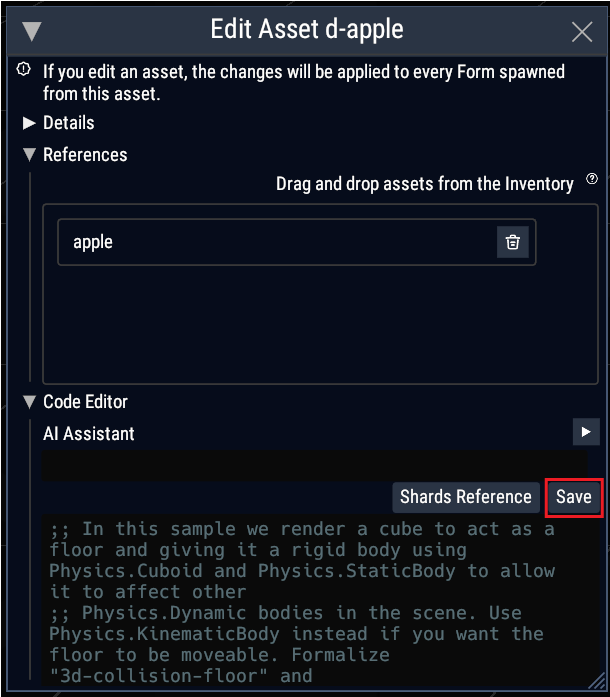 Edit Asset d-apple
If you edit an asset, the changes will be applied to every Form spawned
from this asset.
Details
References
Drag and drop assets from the Inventory
apple
Code Editor
AI Assistant
Shards Reference
Save
;; In this sample we render a cube to act as a
floor and giving it a rigid body using
Physics.Cuboid and Physics.StaticBody to allow
it to affect other
;; Physics.Dynamic bodies in the scene. Use
Physics.KinematicBody instead if you want the
floor to be moveable. Formalize
"3d-collision-floor" and